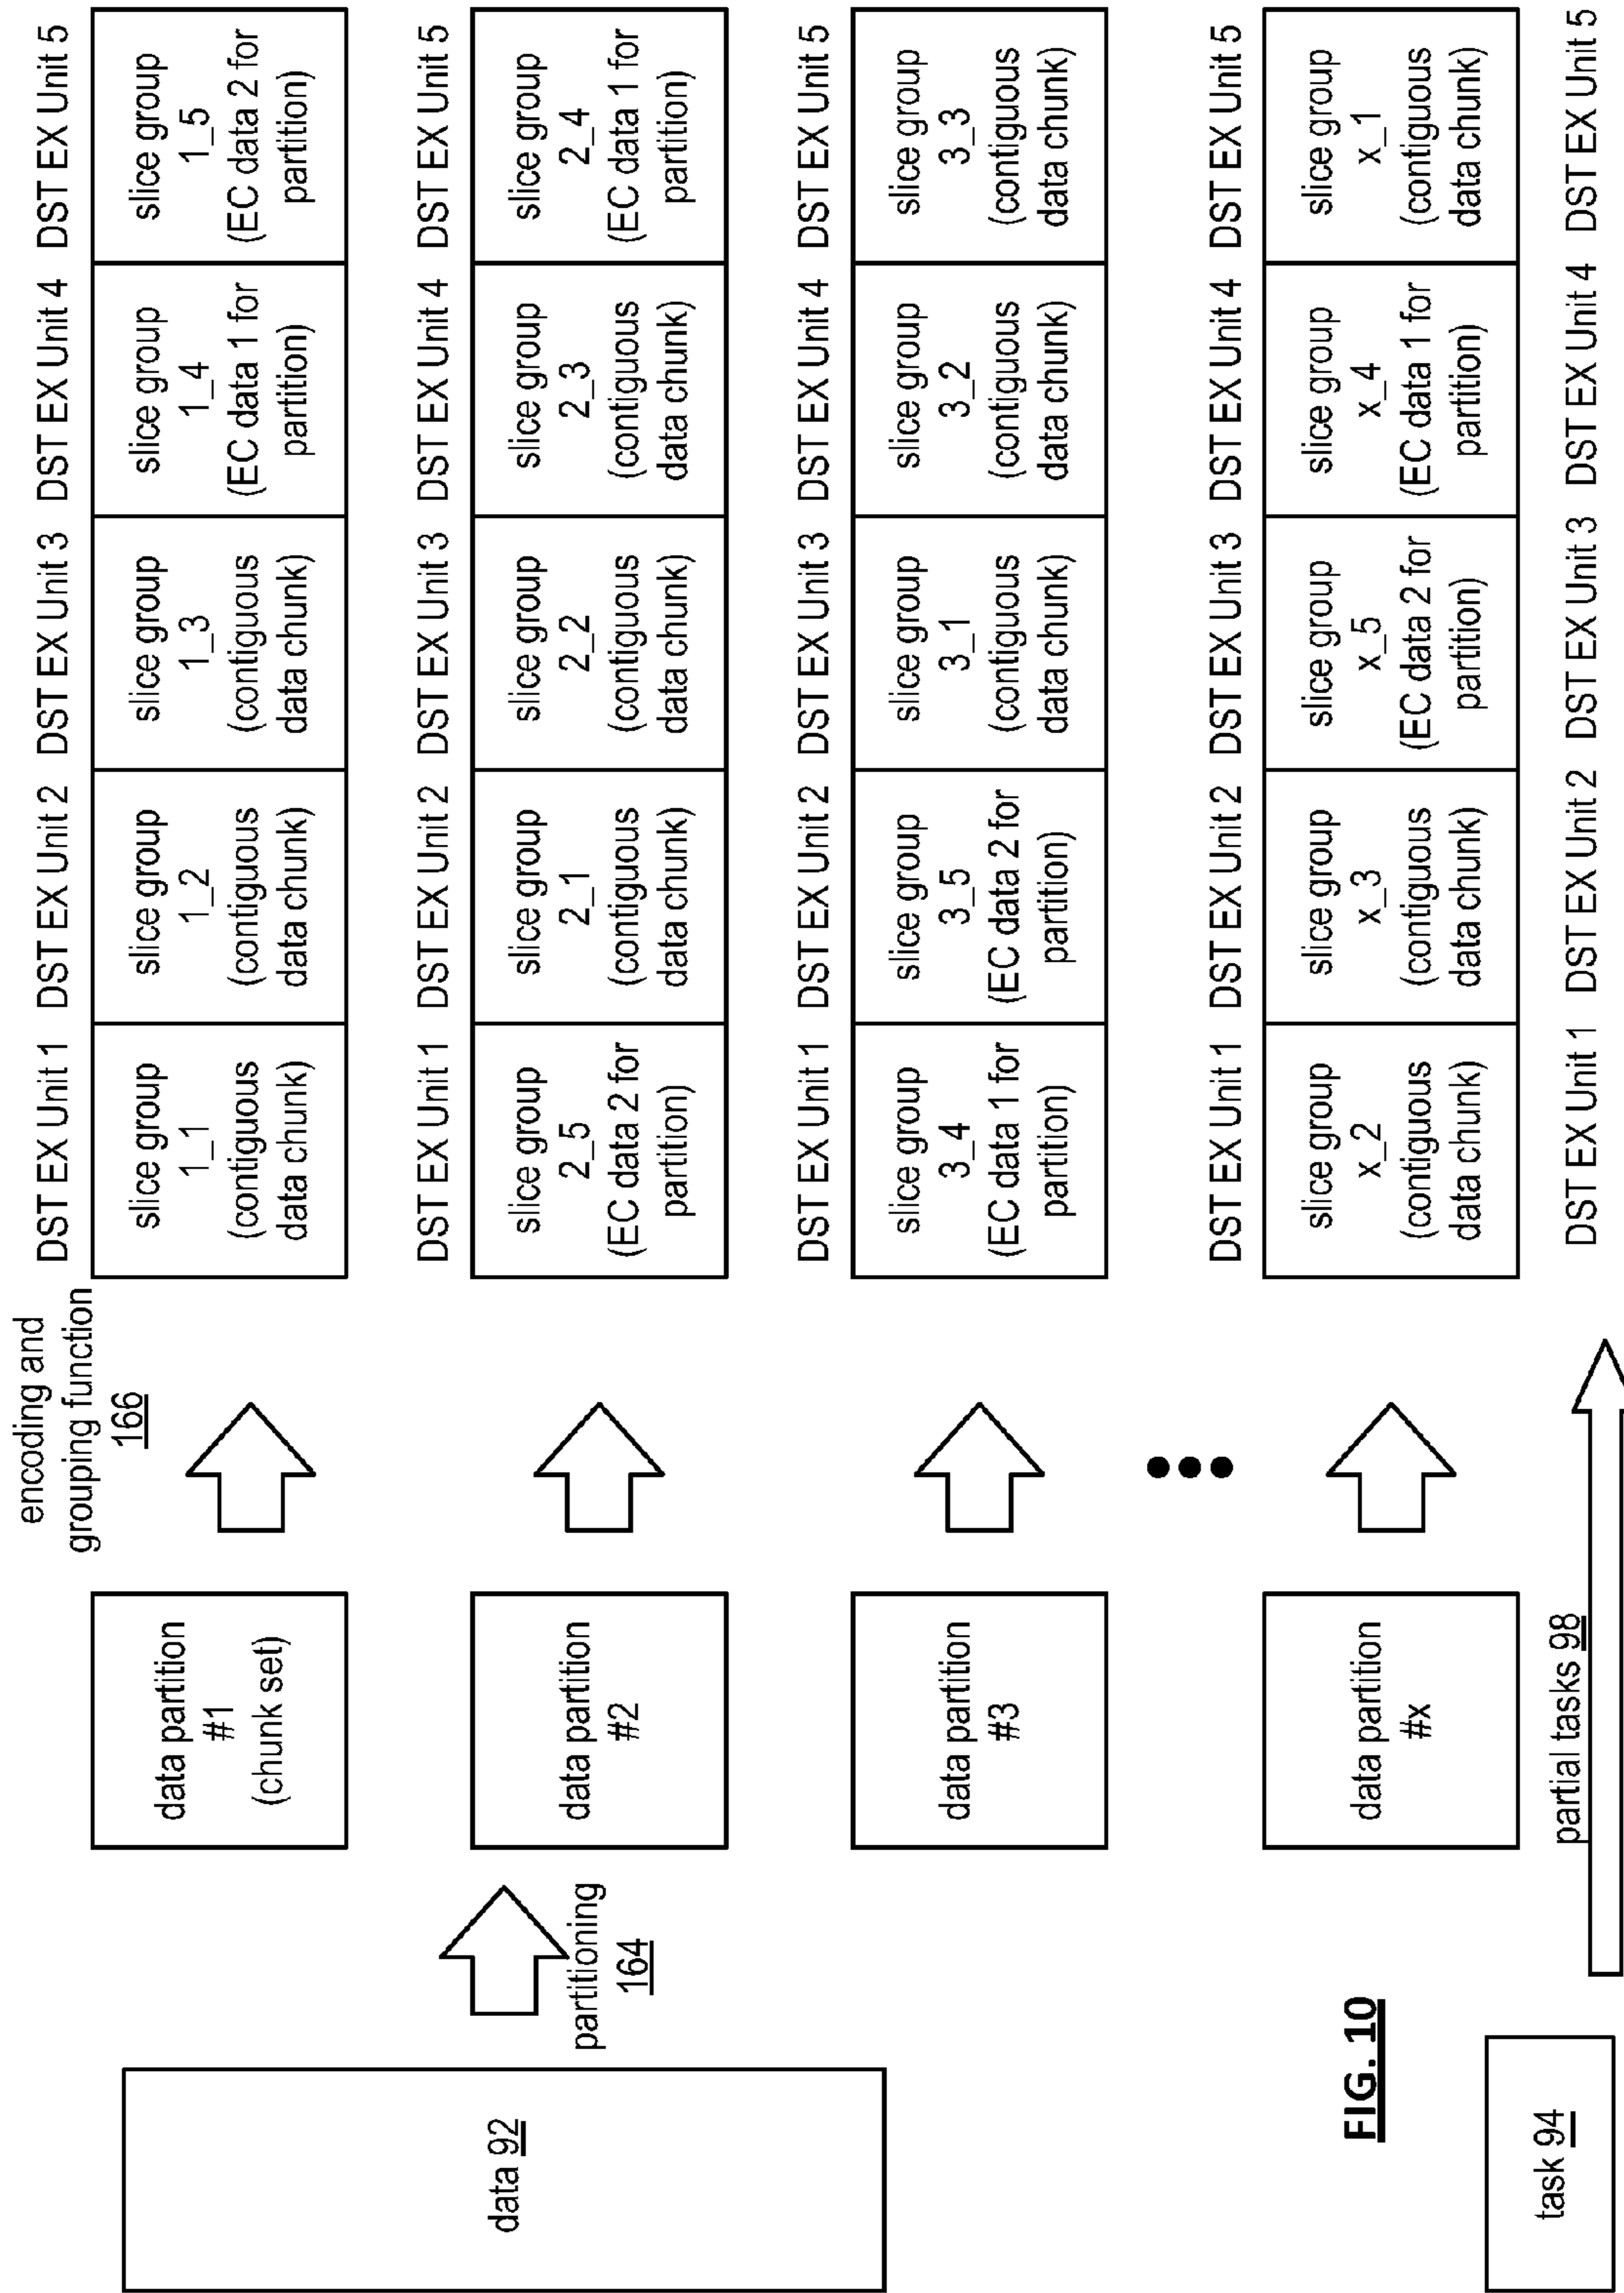 encoding and
grouping function
166
DST EX Unit 1 DST EX Unit 2 DST EX Unit 3 DST EX Unit 4 DST EX Unit 5
data partition
#1
(chunk set)
slice group
1_1
(contiguous
data chunk)
slice group
1_2
(contiguous
data chunk)
slice group
1_3
(contiguous
data chunk)
slice group
1_4
(EC data 1 for
partition)
slice group
1_5
(EC data 2 for
partition)
data 92
partitioning
164
DST EX Unit 1 DST EX Unit 2 DST EX Unit 3 DST EX Unit 4 DST EX Unit 5
data partition
#2
slice group
2_5
(EC data 2 for
partition)
slice group
2_1
(contiguous
data chunk)
slice group
2_2
(contiguous
data chunk)
slice group
2_3
(contiguous
data chunk)
slice group
2_4
(EC data 1 for
partition)
DST EX Unit 1 DST EX Unit 2 DST EX Unit 3 DST EX Unit 4 DST EX Unit 5
data partition
#3
slice group
3_4
(EC data 1 for
partition)
slice group
3_5
(EC data 2 for
partition)
slice group
3_1
(contiguous
data chunk)
slice group
3_2
(contiguous
data chunk)
slice group
3_3
(contiguous
data chunk)
DST EX Unit 1 DST EX Unit 2 DST EX Unit 3 DST EX Unit 4 DST EX Unit 5
data partition
#x
slice group
x_2
(contiguous
data chunk)
slice group
x_3
(contiguous
data chunk)
slice group
x_5
(EC data 2 for
partition)
slice group
x_4
(EC data 1 for
partition)
slice group
x_1
(contiguous
data chunk)
FIG. 10
task 94
partial tasks 98
DST EX Unit 1 DST EX Unit 2 DST EX Unit 3 DST EX Unit 4 DST EX Unit 5